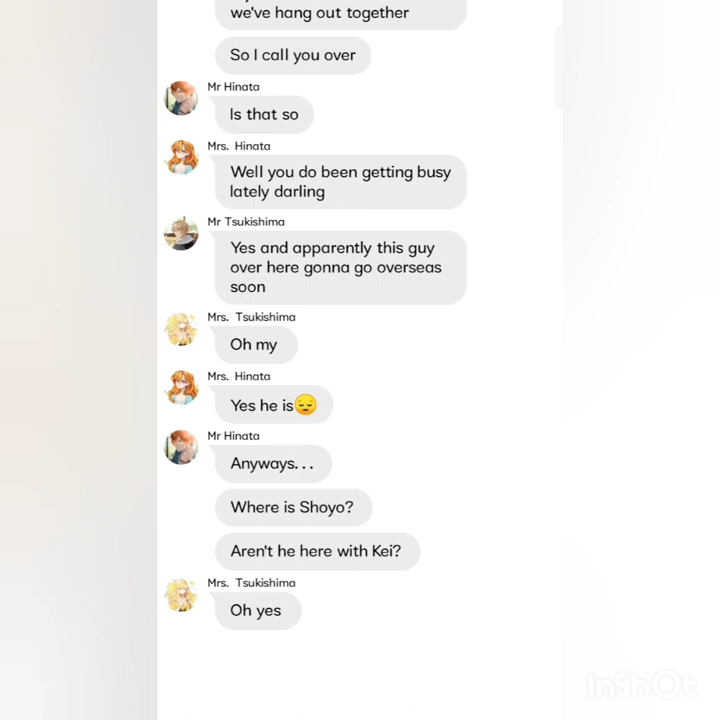 we've hang out together
So I call you over
Mr Hinata
Is that so
Mrs. Hinata
Well you do been getting busy
lately darling
Mr Tsukishima
Yes and apparently this guy
over here gonna go overseas
soon
Mrs. Tsukishima
Oh my
Mrs. Hinata
Yes he is😔
Mr Hinata
Anyways...
Where is Shoyo?
Aren't he here with Kei?
Mrs. Tsukishima
Oh yes
InShOt